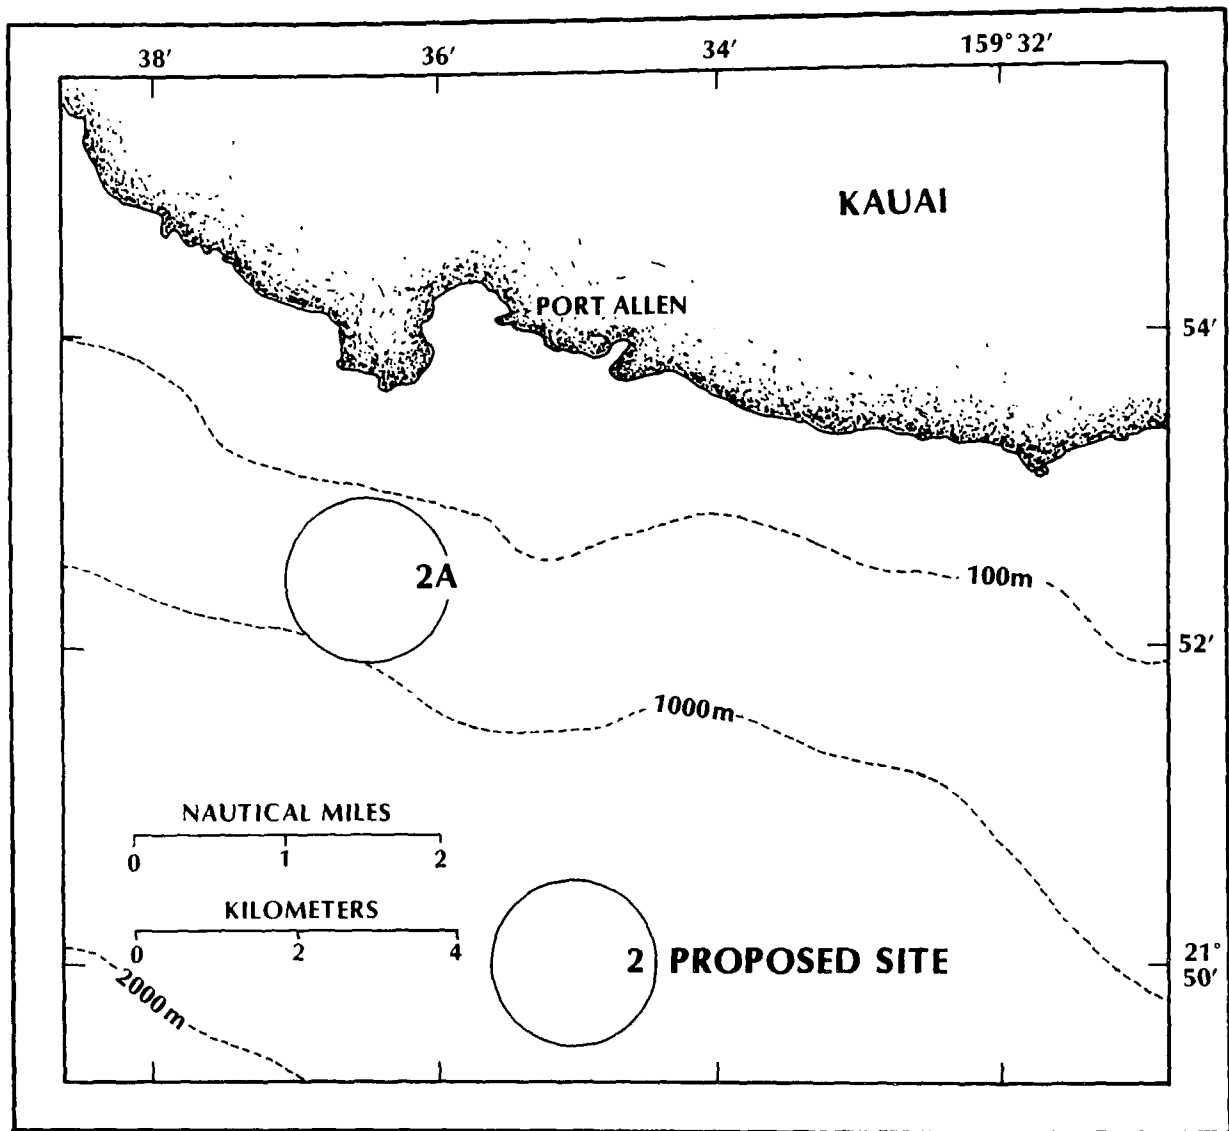 38′ 36′ 34′ 159° 32′
KAUAI
PORT ALLEN
54′
2A
100m
52′
1000m
NAUTICAL MILES
0 1 2
KILOMETERS
0 2 4
2 PROPOSED SITE
21°
50′
2000m